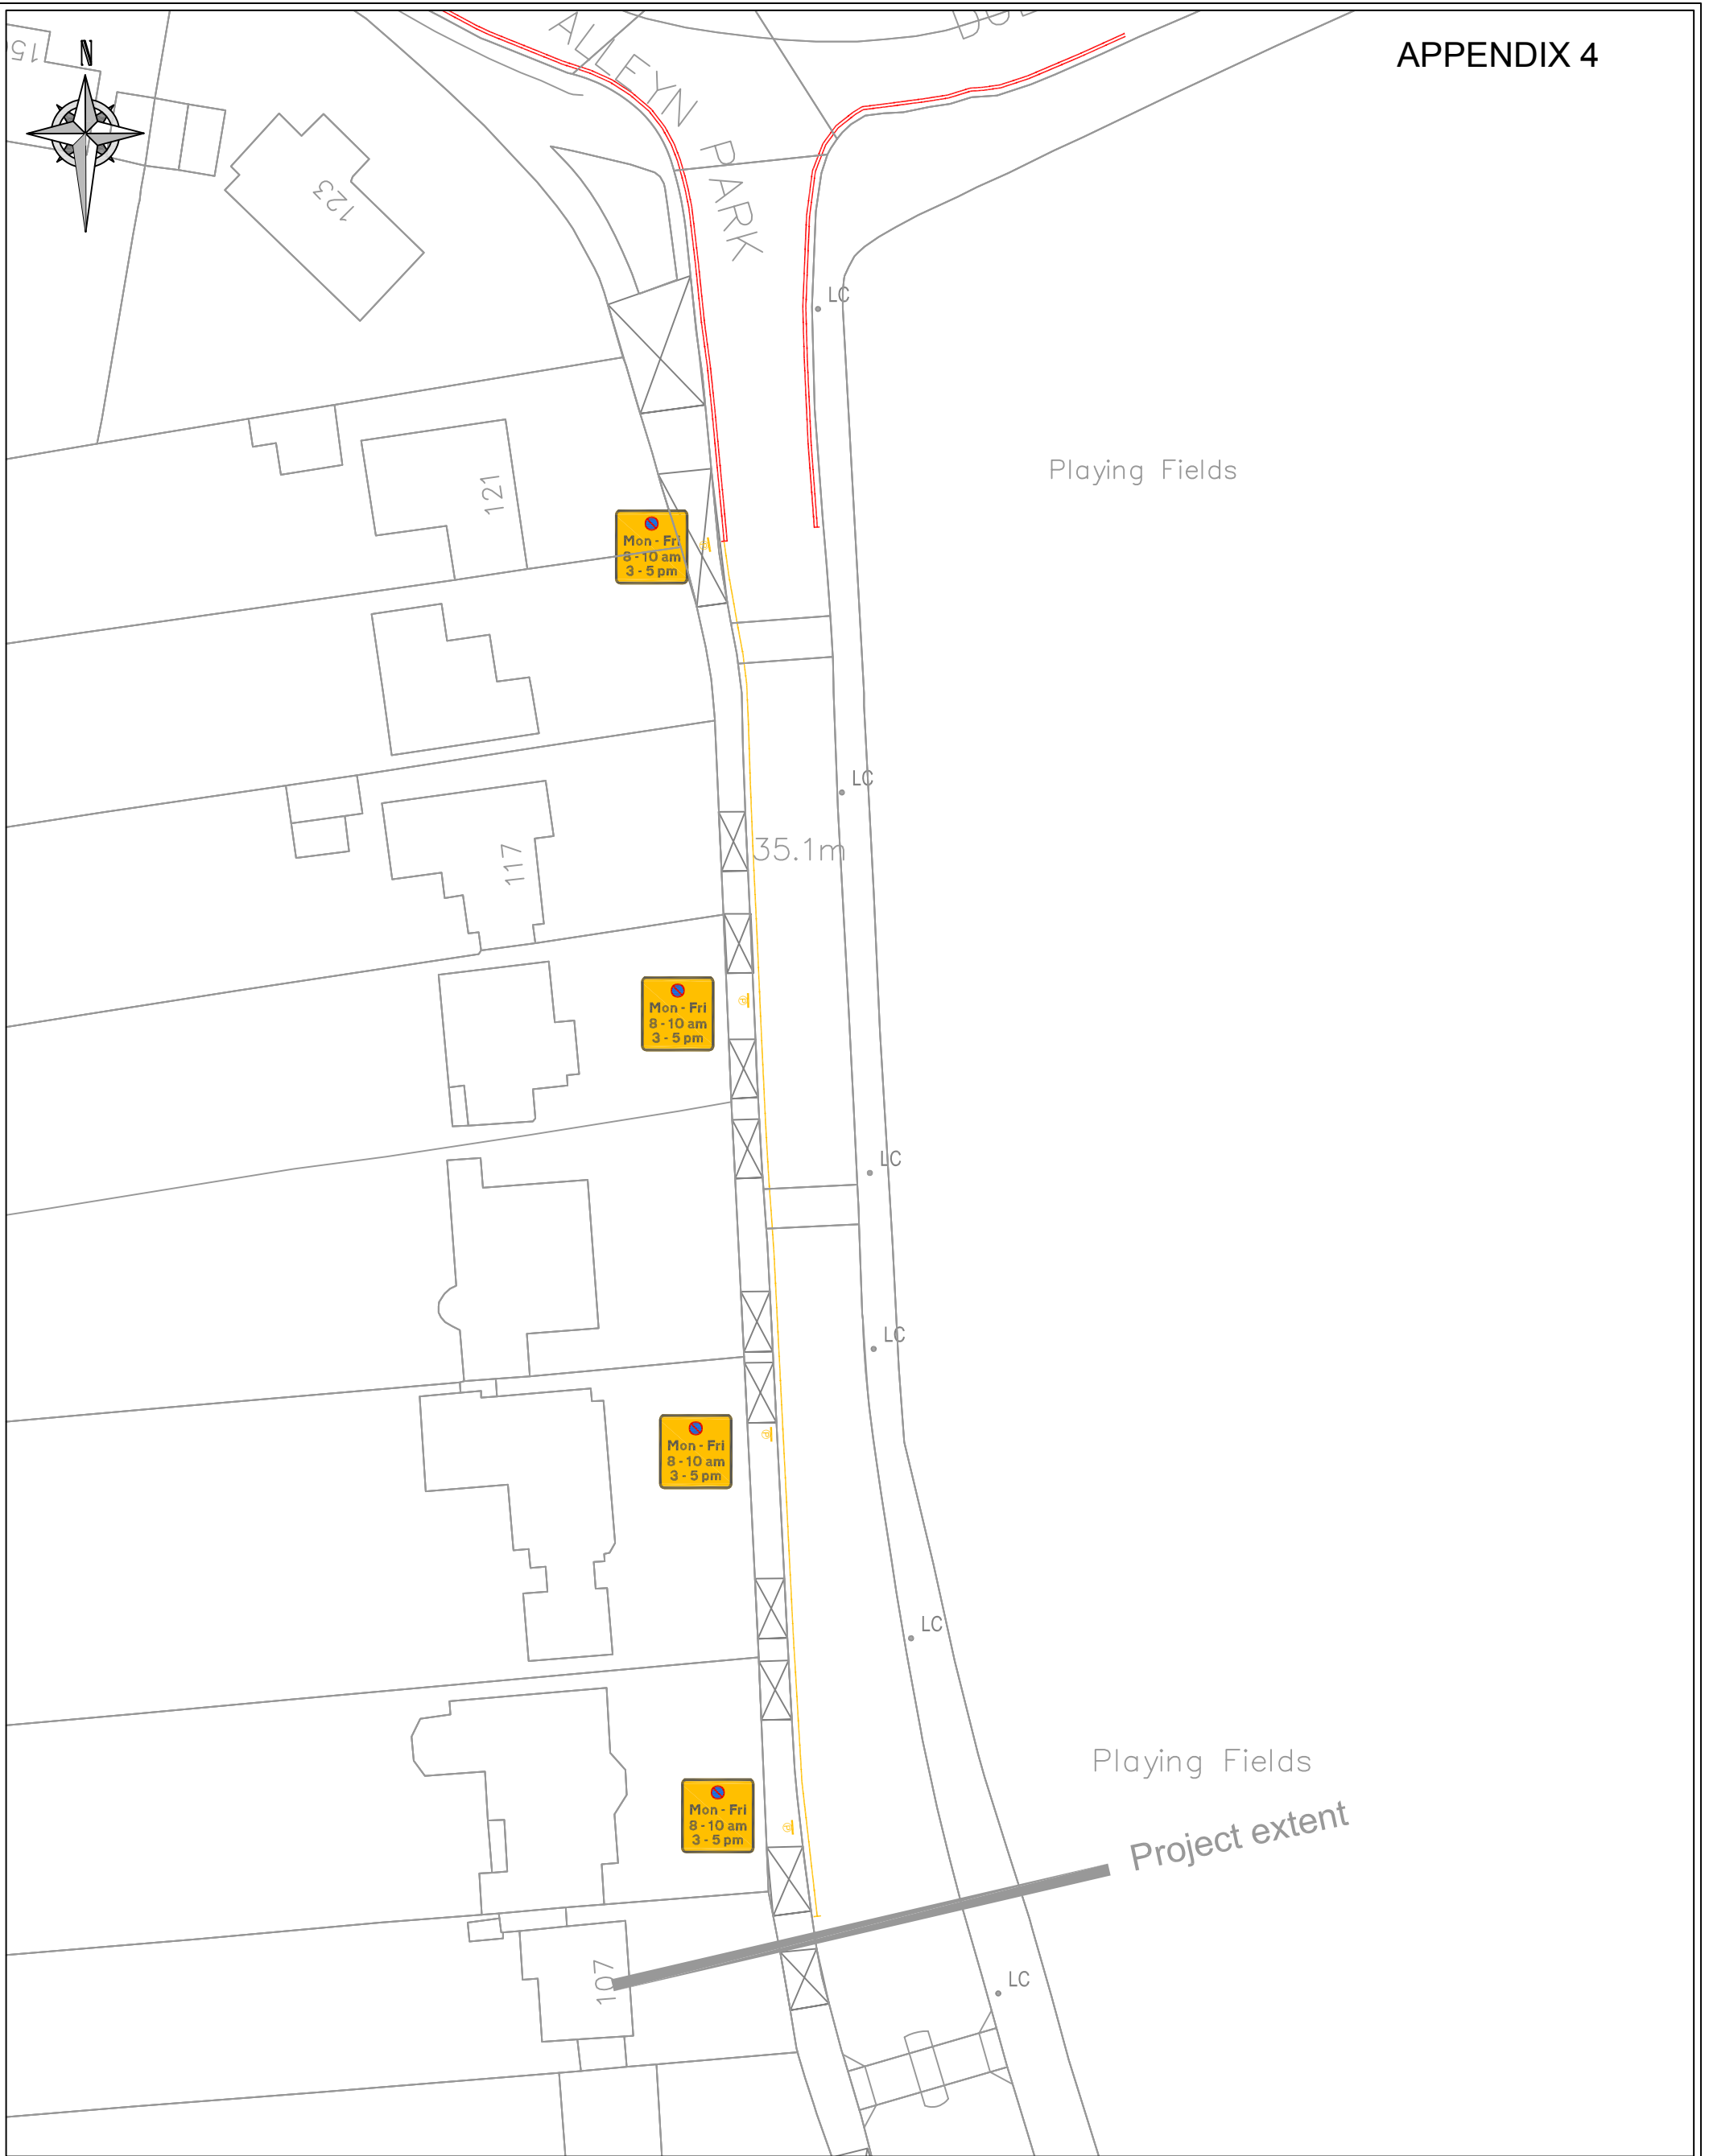 APPENDIX 4
N
15
ALLEYN PARK
123
LC
Playing Fields
121
Mon - Fri
8 - 10 am
3 - 5 pm
LC
35.1m
117
Mon - Fri
8 - 10 am
3 - 5 pm
LC
LC
Mon - Fri
8 - 10 am
3 - 5 pm
LC
Playing Fields
Mon - Fri
8 - 10 am
3 - 5 pm
Project extent
107
LC